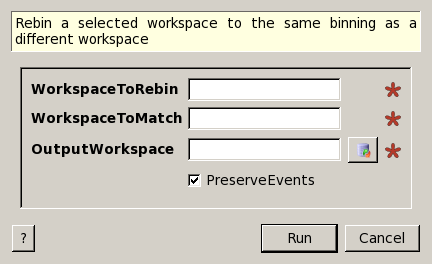 Rebin a selected workspace to the same binning as a
different workspace
WorkspaceToRebin
WorkspaceToMatch
OutputWorkspace
PreserveEvents
? Run Cancel